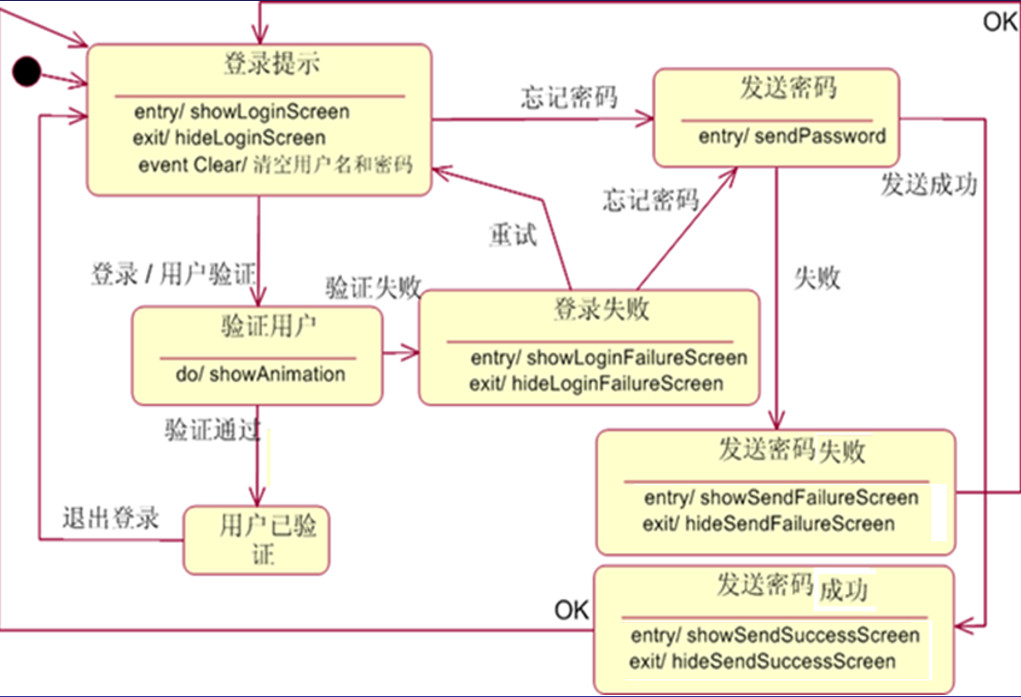 OK
登录提示
entry/ showLoginScreen
exit/ hideLoginScreen
event Clear/ 清空用户名和密码
忘记密码
发送密码
entry/ sendPassword
发送成功
忘记密码
重试
失败
登录 / 用户验证
验证失败
验证用户
do/ showAnimation
登录失败
entry/ showLoginFailureScreen
exit/ hideLoginFailureScreen
验证通过
发送密码失败
entry/ showSendFailureScreen
exit/ hideSendFailureScreen
退出登录
用户已验
证
OK
发送密码成功
entry/ showSendSuccessScreen
exit/ hideSendSuccessScreen